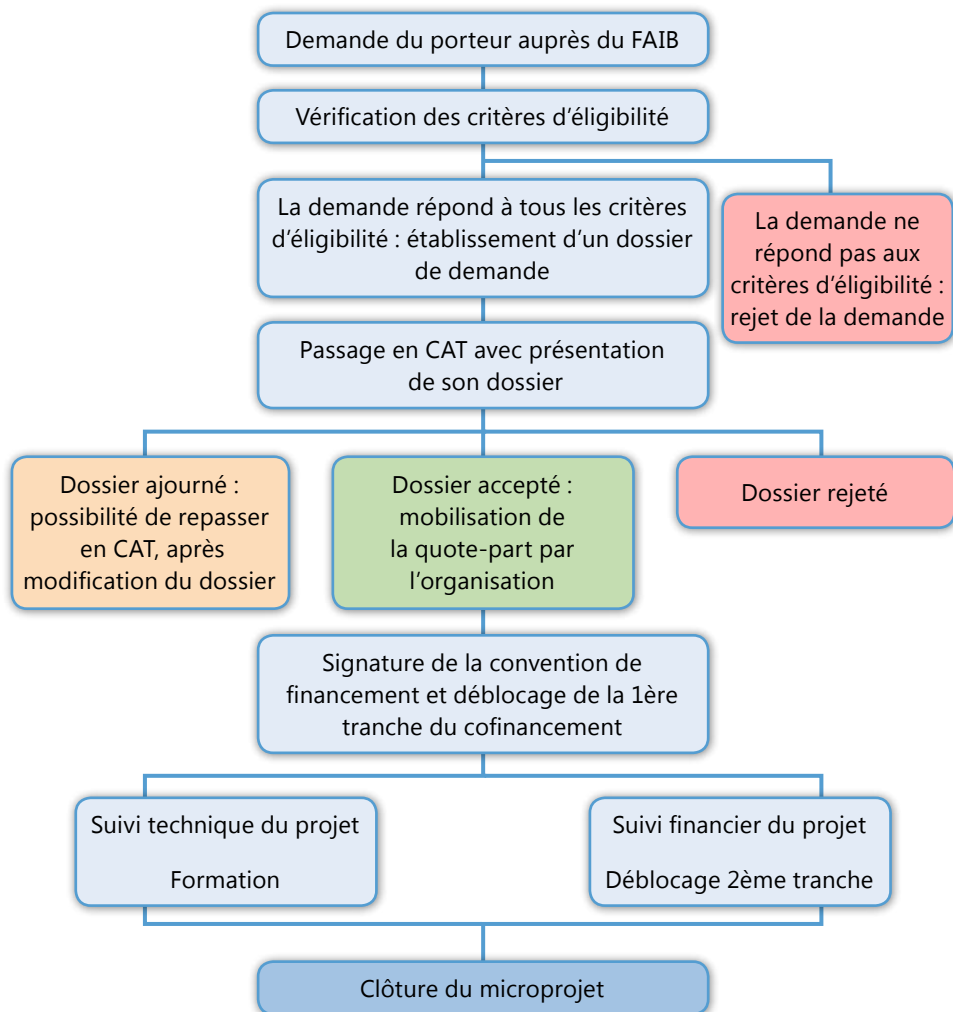 Demande du porteur auprès du FAIB
Vérification des critères d'éligibilité
La demande répond à tous les critères
d'éligibilité : établissement d'un dossier
de demande
La demande ne
répond pas aux
critères d'éligibilité :
rejet de la demande
Passage en CAT avec présentation
de son dossier
Dossier ajourné :
possibilité de repasser
en CAT, après
modification du dossier
Dossier accepté :
mobilisation de
la quote-part par
l'organisation
Dossier rejeté
Signature de la convention de
financement et déblocage de la 1ère
tranche du cofinancement
Suivi technique du projet
Formation
Suivi financier du projet
Déblocage 2ème tranche
Clôture du microprojet